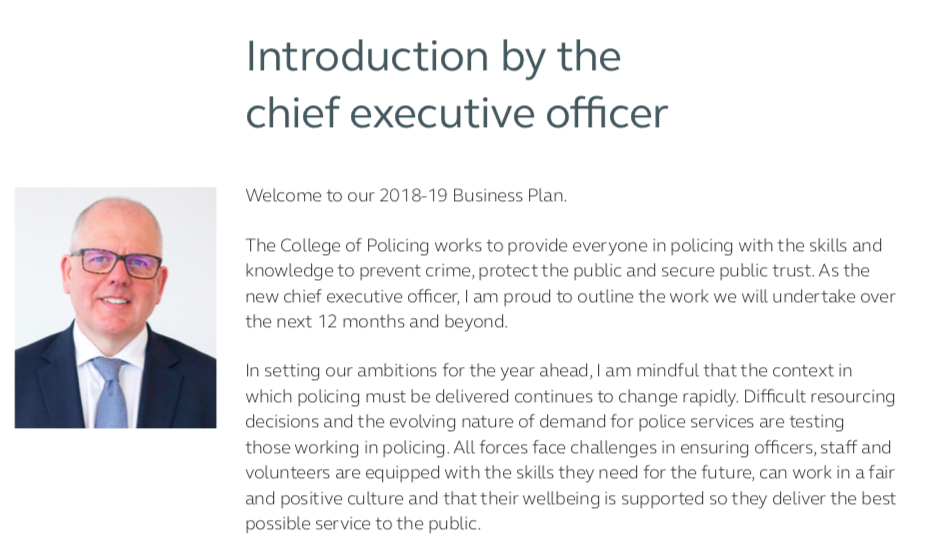 Introduction by the
chief executive officer
Welcome to our 2018-19 Business Plan.
The College of Policing works to provide everyone in policing with the skills and
knowledge to prevent crime, protect the public and secure public trust. As the
new chief executive officer, I am proud to outline the work we will undertake over
the next 12 months and beyond.
In setting our ambitions for the year ahead, I am mindful that the context in
which policing must be delivered continues to change rapidly. Difficult resourcing
decisions and the evolving nature of demand for police services are testing
those working in policing. All forces face challenges in ensuring officers, staff and
volunteers are equipped with the skills they need for the future, can work in a fair
and positive culture and that their wellbeing is supported so they deliver the best
possible service to the public.